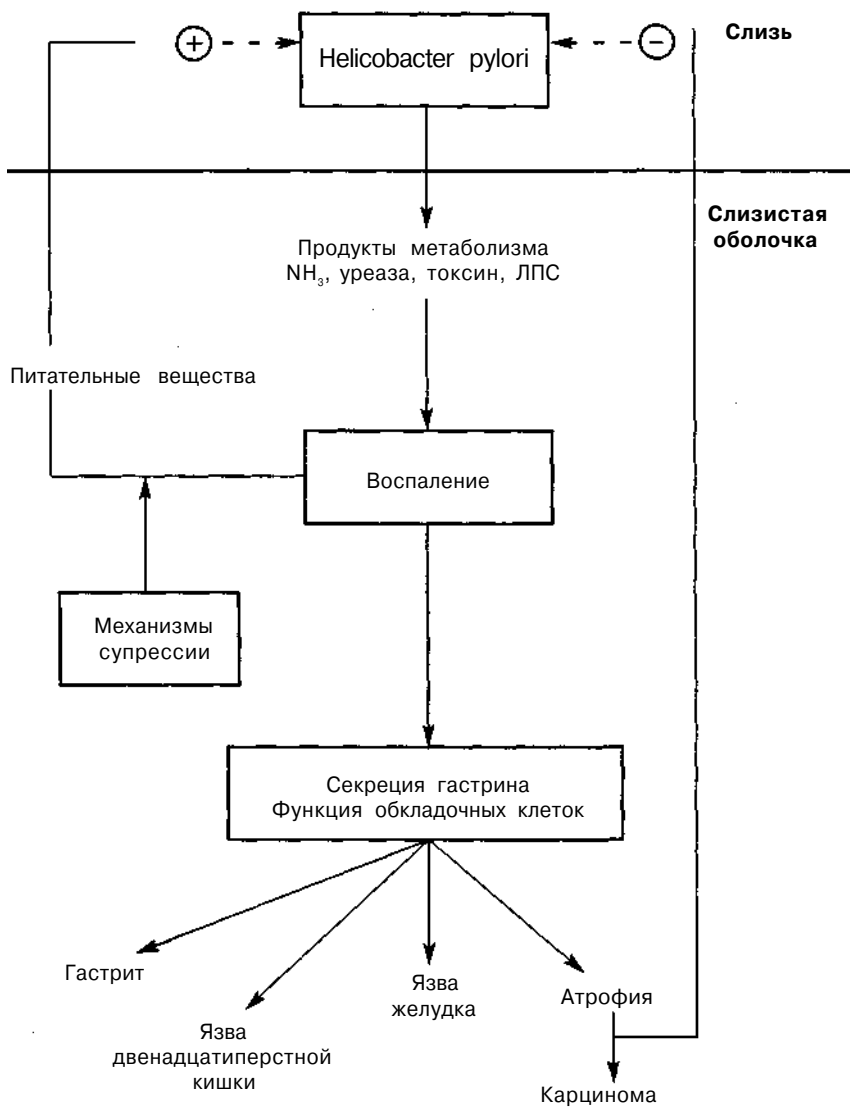 +
Helicobacter pylori
−
Слизь
Слизистая
оболочка
Продукты метаболизма
NH₃, уреаза, токсин, ЛПС
Питательные вещества
Воспаление
Механизмы
супрессии
Секреция гастрина
Функция обкладочных клеток
Гастрит
Язва
двенадцатиперстной
кишки
Язва
желудка
Атрофия
Карцинома